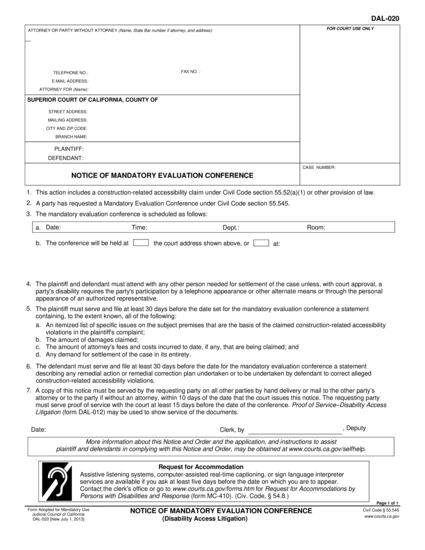 DAL-020
ATTORNEY OR PARTY WITHOUT ATTORNEY (Name, State Bar number if attorney, and address):
FOR COURT USE ONLY
TELEPHONE NO.:
FAX NO. :
E-MAIL ADDRESS:
ATTORNEY FOR (Name):
SUPERIOR COURT OF CALIFORNIA, COUNTY OF
STREET ADDRESS:
MAILING ADDRESS:
CITY AND ZIP CODE:
BRANCH NAME:
PLAINTIFF:
DEFENDANT:
CASE NUMBER:
NOTICE OF MANDATORY EVALUATION CONFERENCE
1. This action includes a construction-related accessibility claim under Civil Code section 55.52(a)(1) or other provision of law.
2. A party has requested a Mandatory Evaluation Conference under Civil Code section 55.545.
3. The mandatory evaluation conference is scheduled as follows:
a. Date: Time: Dept.: Room:
b. The conference will be held at the court address shown above, or at:
4. The plaintiff and defendant must attend with any other person needed for settlement of the case unless, with court approval, a
party's disability requires the party's participation by a telephone appearance or other alternate means or through the personal
appearance of an authorized representative.
5. The plaintiff must serve and file at least 30 days before the date set for the mandatory evaluation conference a statement
containing, to the extent known, all of the following:
a. An itemized list of specific issues on the subject premises that are the basis of the claimed construction-related accessibility
violations in the plaintiff's complaint;
b. The amount of damages claimed;
c. The amount of attorney's fees and costs incurred to date, if any, that are being claimed; and
d. Any demand for settlement of the case in its entirety.
6. The defendant must serve and file at least 30 days before the date for the mandatory evaluation conference a statement
describing any remedial action or remedial correction plan undertaken or to be undertaken by defendant to correct alleged
construction-related accessibility violations.
7. A copy of this notice must be served by the requesting party on all other parties by hand delivery or mail to the other party's
attorney or to the party if without an attorney, within 10 days of the date that the court issues this notice. The requesting party
must serve proof of service with the court at least 15 days before the date of the conference. Proof of Service–Disability Access
Litigation (form DAL-012) may be used to show service of the documents.
Date: Clerk, by , Deputy
More information about this Notice and Order and the application, and instructions to assist
plaintiff and defendants in complying with this Notice and Order, may be obtained at www.courts.ca.gov/selfhelp.
Request for Accommodation
Assistive listening systems, computer-assisted real-time captioning, or sign language interpreter
services are available if you ask at least five days before the date on which you are to appear.
Contact the clerk's office or go to www.courts.ca.gov/forms.htm for Request for Accommodations by
Persons with Disabilities and Response (form MC-410). (Civ. Code, § 54.8.)
Page 1 of 1
Form Adopted for Mandatory Use
Judicial Council of California
DAL-020 [New July 1, 2013]
NOTICE OF MANDATORY EVALUATION CONFERENCE
(Disability Access Litigation)
Civil Code § 55.545
www.courts.ca.gov